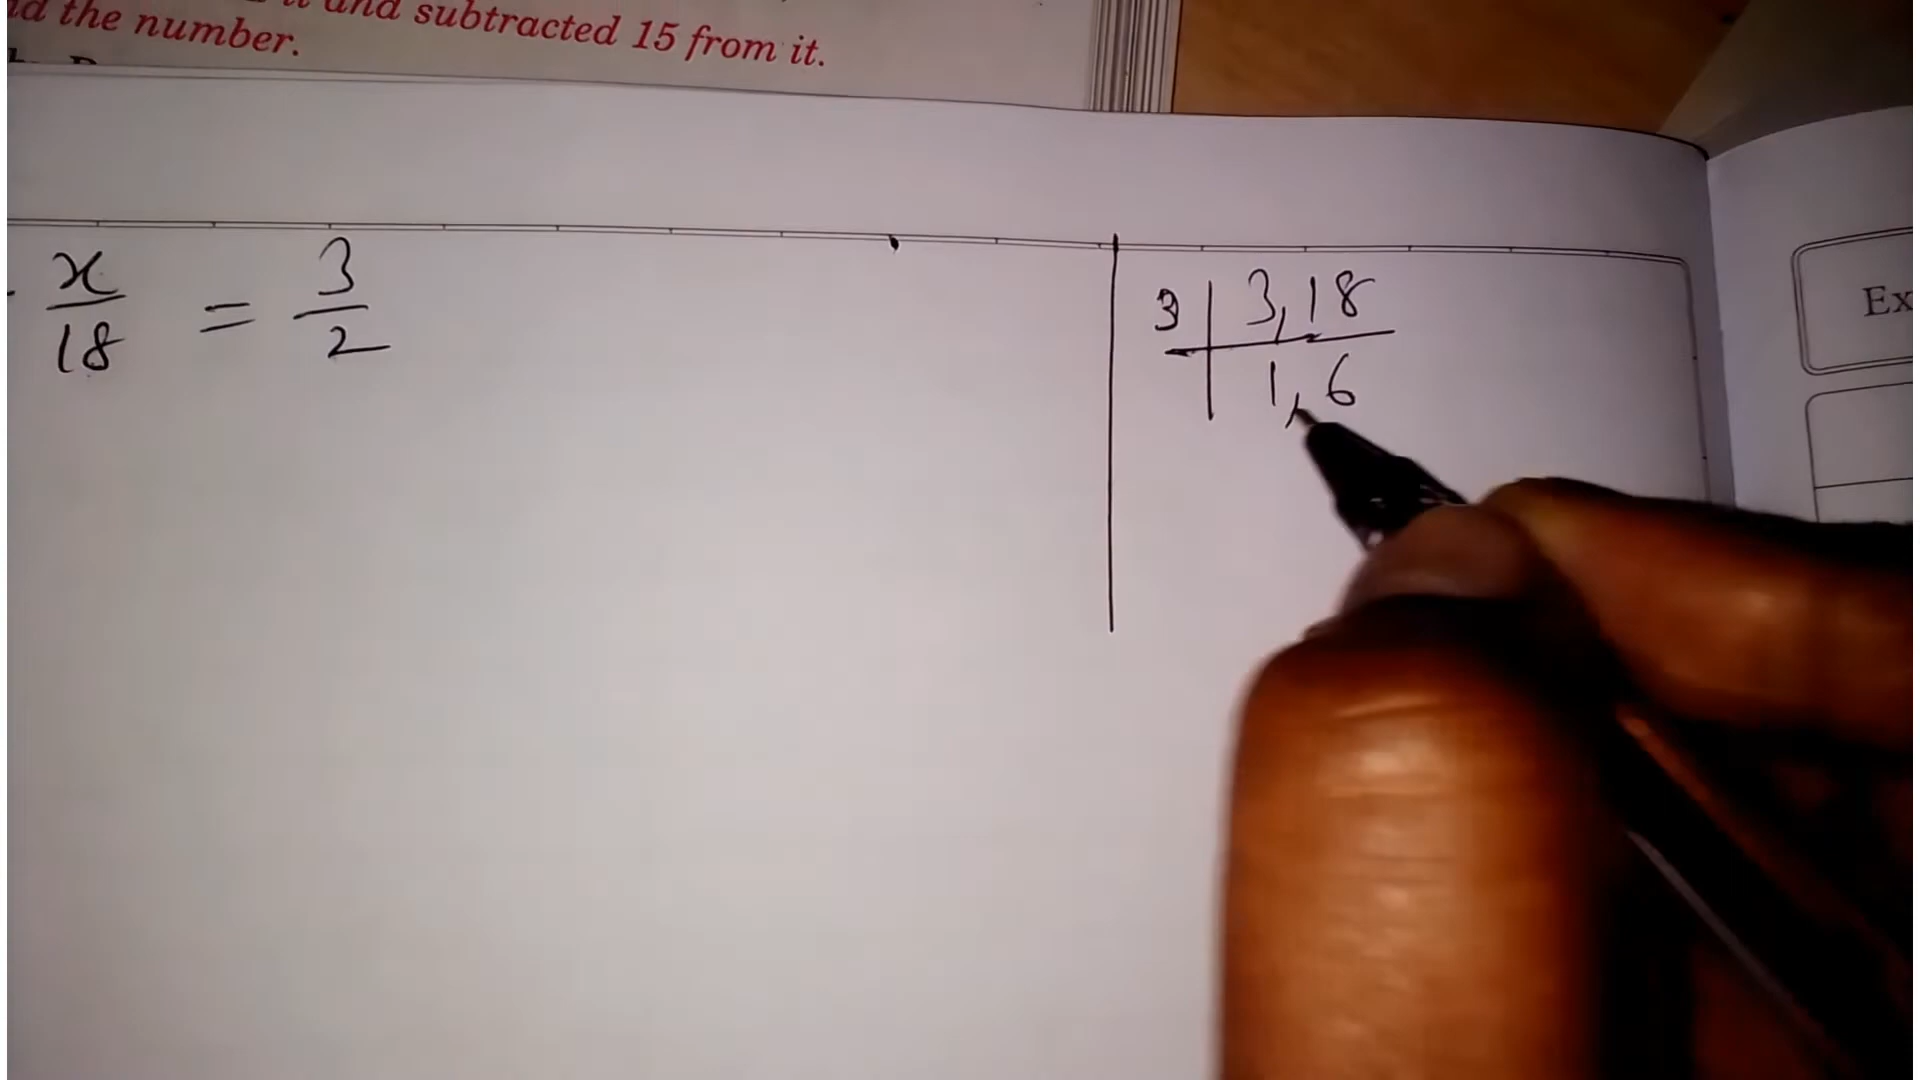 and subtracted 15 from it.
the number.
x/18 = 3/2
3 | 3, 18
1, 6
Ex